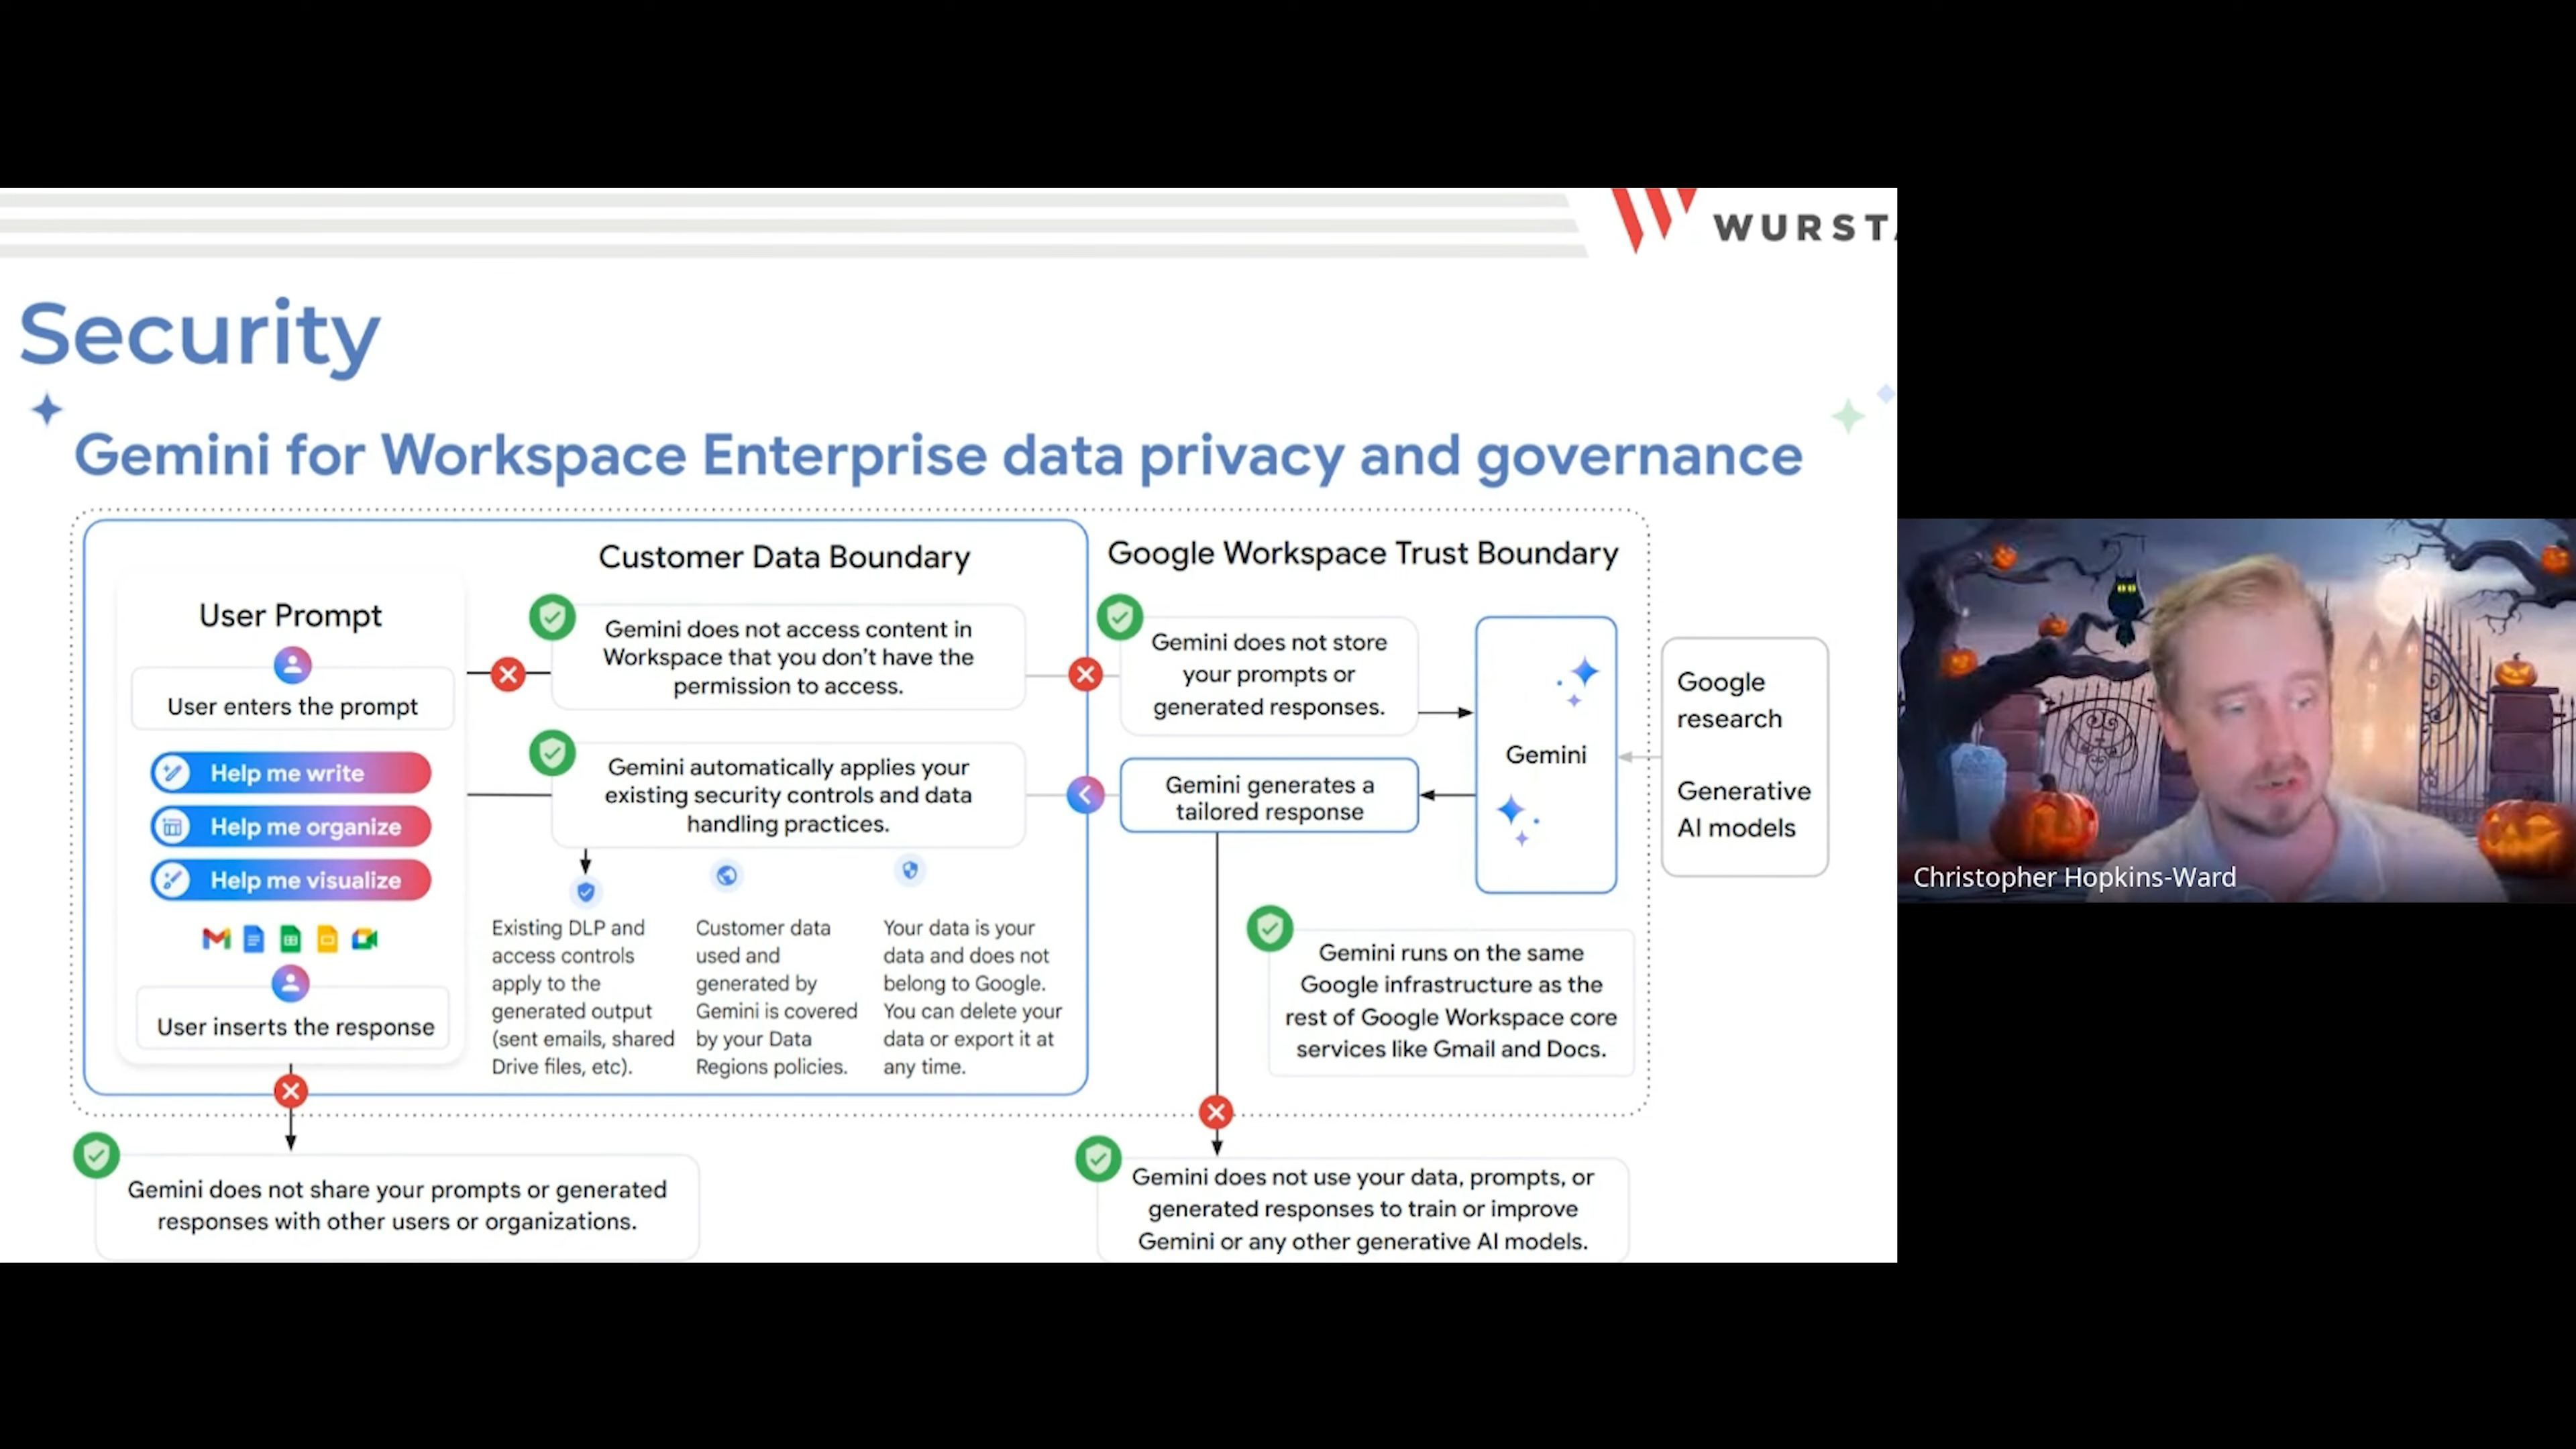 WURST
Security
Gemini for Workspace Enterprise data privacy and governance
Customer Data Boundary
Google Workspace Trust Boundary
User Prompt
User enters the prompt
Help me write
Help me organize
Help me visualize
User inserts the response
Gemini does not access content in
Workspace that you don't have the
permission to access.
Gemini automatically applies your
existing security controls and data
handling practices.
Existing DLP and
access controls
apply to the
generated output
(sent emails, shared
Drive files, etc).
Customer data
used and
generated by
Gemini is covered
by your Data
Regions policies.
Your data is your
data and does not
belong to Google.
You can delete your
data or export it at
any time.
Gemini does not store
your prompts or
generated responses.
Gemini generates a
tailored response
Gemini
Google
research
Generative
AI models
Gemini runs on the same
Google infrastructure as the
rest of Google Workspace core
services like Gmail and Docs.
Gemini does not share your prompts or generated
responses with other users or organizations.
Gemini does not use your data, prompts, or
generated responses to train or improve
Gemini or any other generative AI models.
Christopher Hopkins-Ward